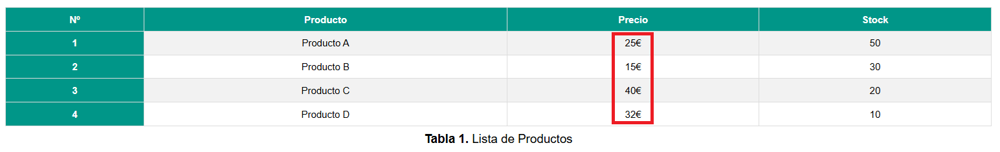 Nº Producto Precio Stock
1 Producto A 25€ 50
2 Producto B 15€ 30
3 Producto C 40€ 20
4 Producto D 32€ 10
Tabla 1. Lista de Productos